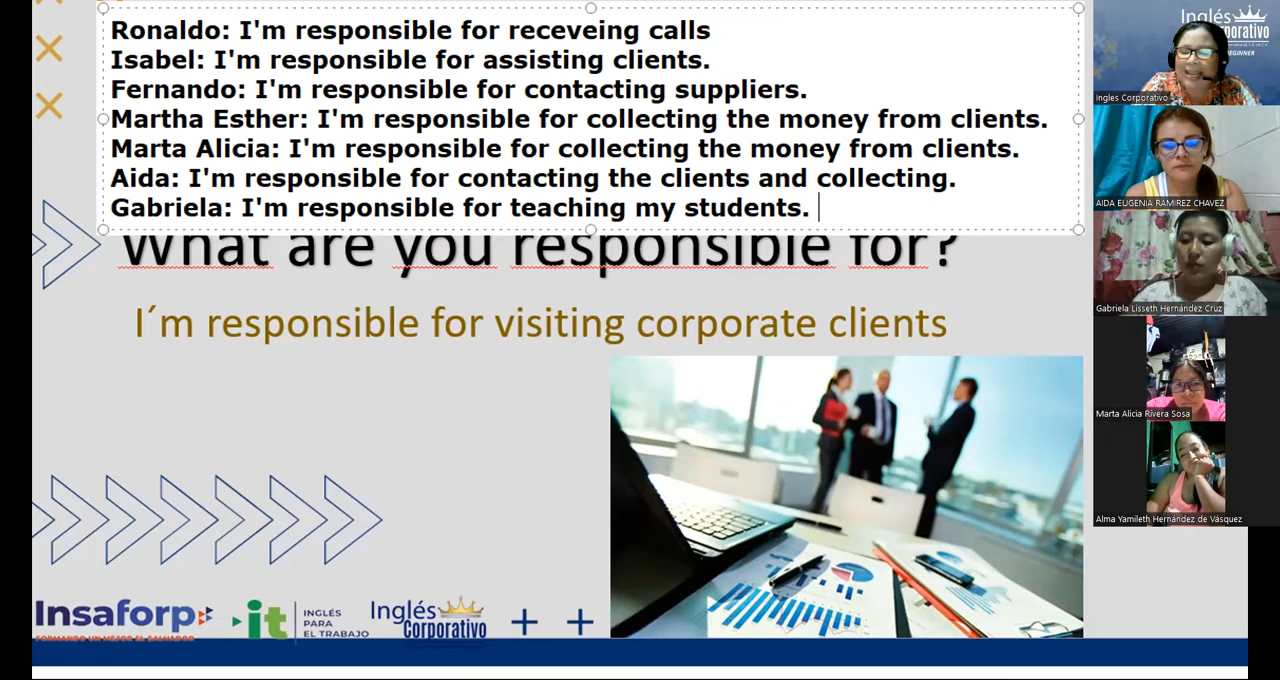 Ronaldo: I'm responsible for receveing calls
Isabel: I'm responsible for assisting clients.
Fernando: I'm responsible for contacting suppliers.
Martha Esther: I'm responsible for collecting the money from clients.
Marta Alicia: I'm responsible for collecting the money from clients.
Aida: I'm responsible for contacting the clients and collecting.
Gabriela: I'm responsible for teaching my students.
What are you responsible for?
I´m responsible for visiting corporate clients
Insaforp
it
INGLÉS
PARA
EL TRABAJO
Inglés
Corporativo
Inglés
Ingles Corporativo
AIDA EUGENIA RAMIREZ CHAVEZ
Gabriela Lisseth Hernández Cruz
Marta Alicia Rivera Sosa
Alma Yamileth Hernández de Vásquez